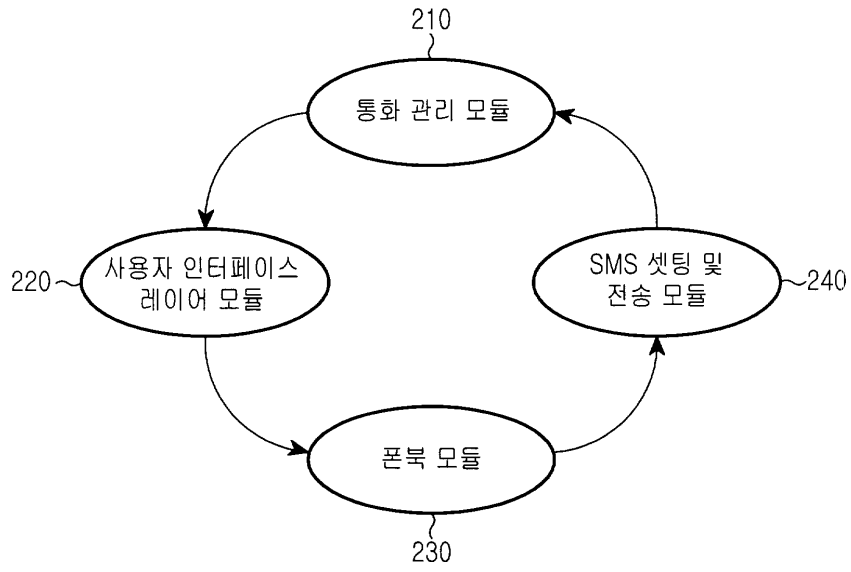 210
통화 관리 모듈
사용자 인터페이스
레이어 모듈
220
SMS 셋팅 및
전송 모듈
240
폰북 모듈
230